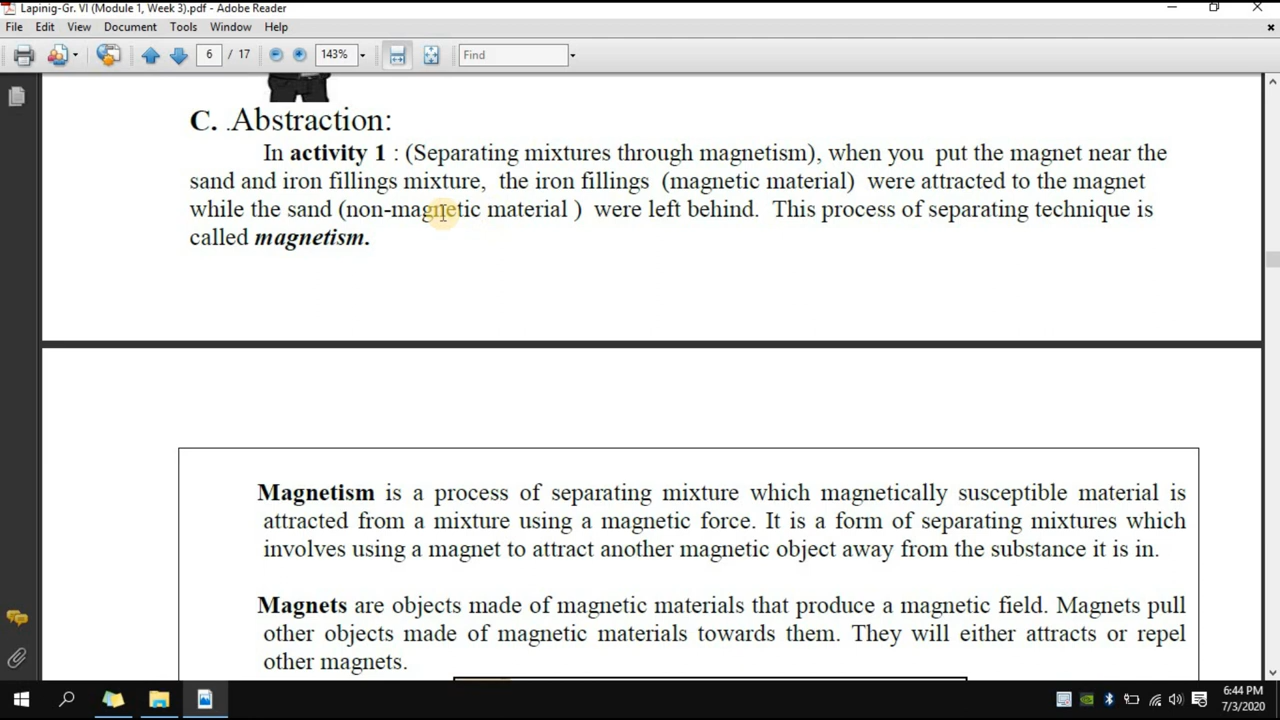 Lapinig-Gr. VI (Module 1, Week 3).pdf - Adobe Reader
File Edit View Document Tools Window Help
6 / 17 143% Find
C. .Abstraction:
In activity 1 : (Separating mixtures through magnetism), when you put the magnet near the
sand and iron fillings mixture, the iron fillings (magnetic material) were attracted to the magnet
while the sand (non-magnetic material ) were left behind. This process of separating technique is
called magnetism.
Magnetism is a process of separating mixture which magnetically susceptible material is
attracted from a mixture using a magnetic force. It is a form of separating mixtures which
involves using a magnet to attract another magnetic object away from the substance it is in.
Magnets are objects made of magnetic materials that produce a magnetic field. Magnets pull
other objects made of magnetic materials towards them. They will either attracts or repel
other magnets.
6:44 PM
7/3/2020